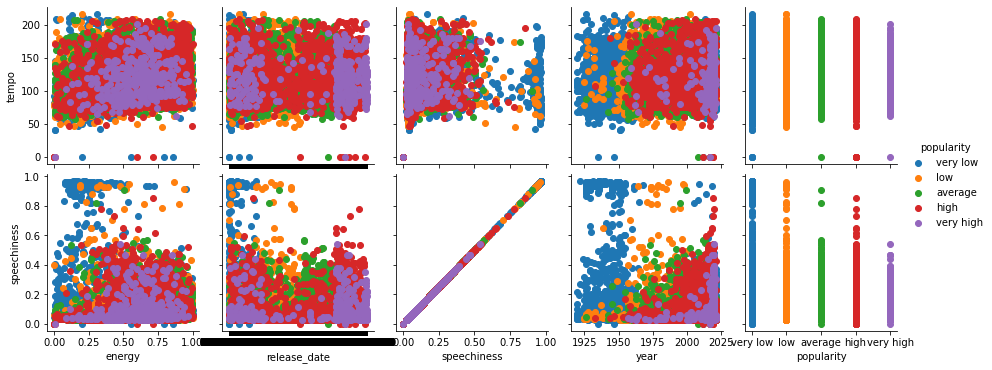 200
150
100
50
0
tempo
popularity
very low
low
average
high
very high
1.0
0.8
0.6
0.4
0.2
0.0
speechiness
0.00 0.25 0.50 0.75 1.00
energy
release_date
0.00 0.25 0.50 0.75 1.00
speechiness
1925 1950 1975 2000 2025
year
very low low average high very high
popularity